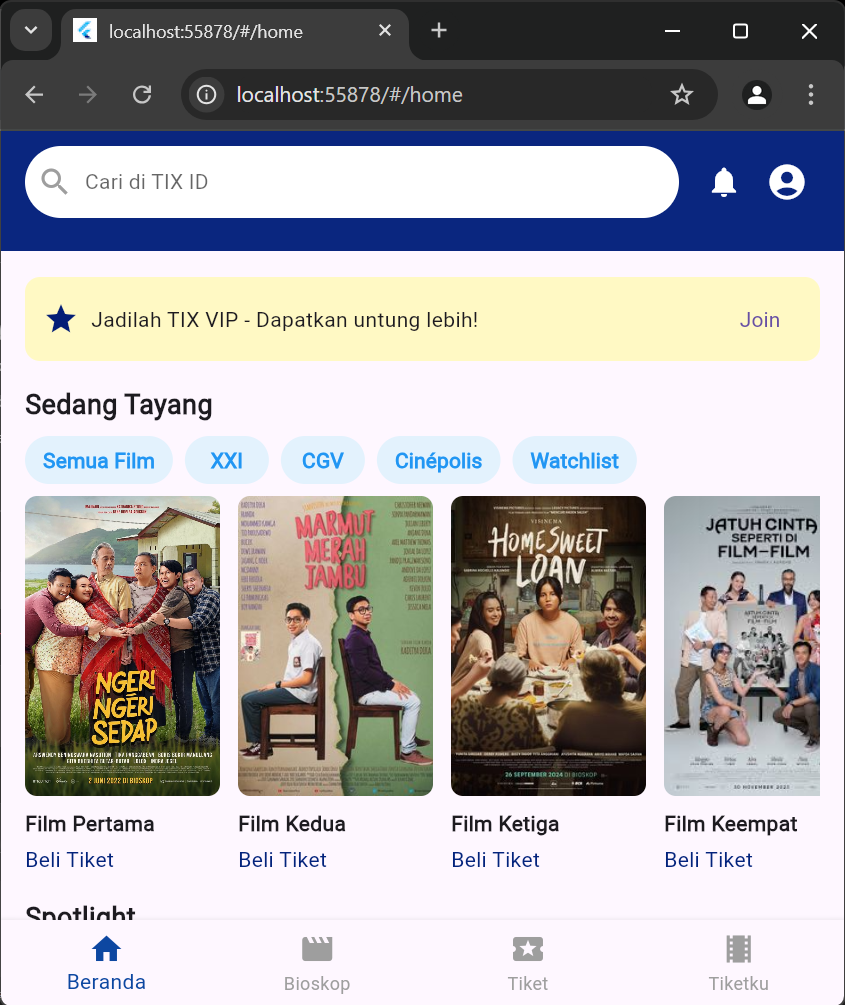 localhost:55878/#/home
localhost:55878/#/home
Cari di TIX ID
Jadilah TIX VIP - Dapatkan untung lebih!
Join
Sedang Tayang
Semua Film
XXI
CGV
Cinépolis
Watchlist
NGERI
NGERI
SEDAP
2 JUNI 2022 DI BIOSKOP
MARMUT
MERAH
JAMBU
HOME SWEET
LOAN
26 SEPTEMBER 2024 DI BIOSKOP
JATUH CINTA
SEPERTI DI
FILM-FILM
Film Pertama
Film Kedua
Film Ketiga
Film Keempat
Beli Tiket
Beli Tiket
Beli Tiket
Beli Tiket
Spotlight
Beranda
Bioskop
Tiket
Tiketku